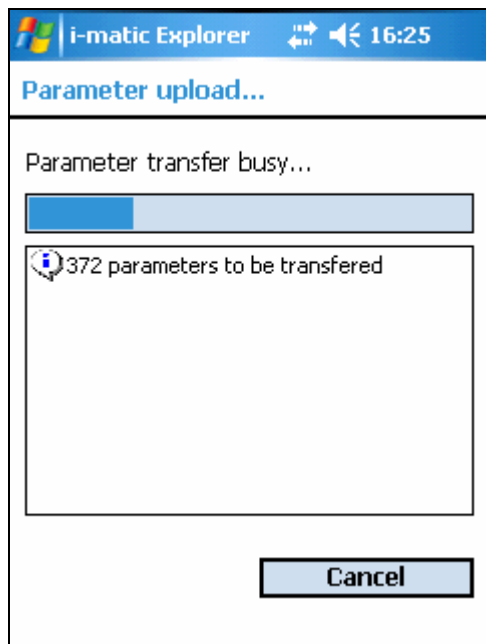 i-matic Explorer 16:25
Parameter upload...
Parameter transfer busy...
372 parameters to be transfered
Cancel